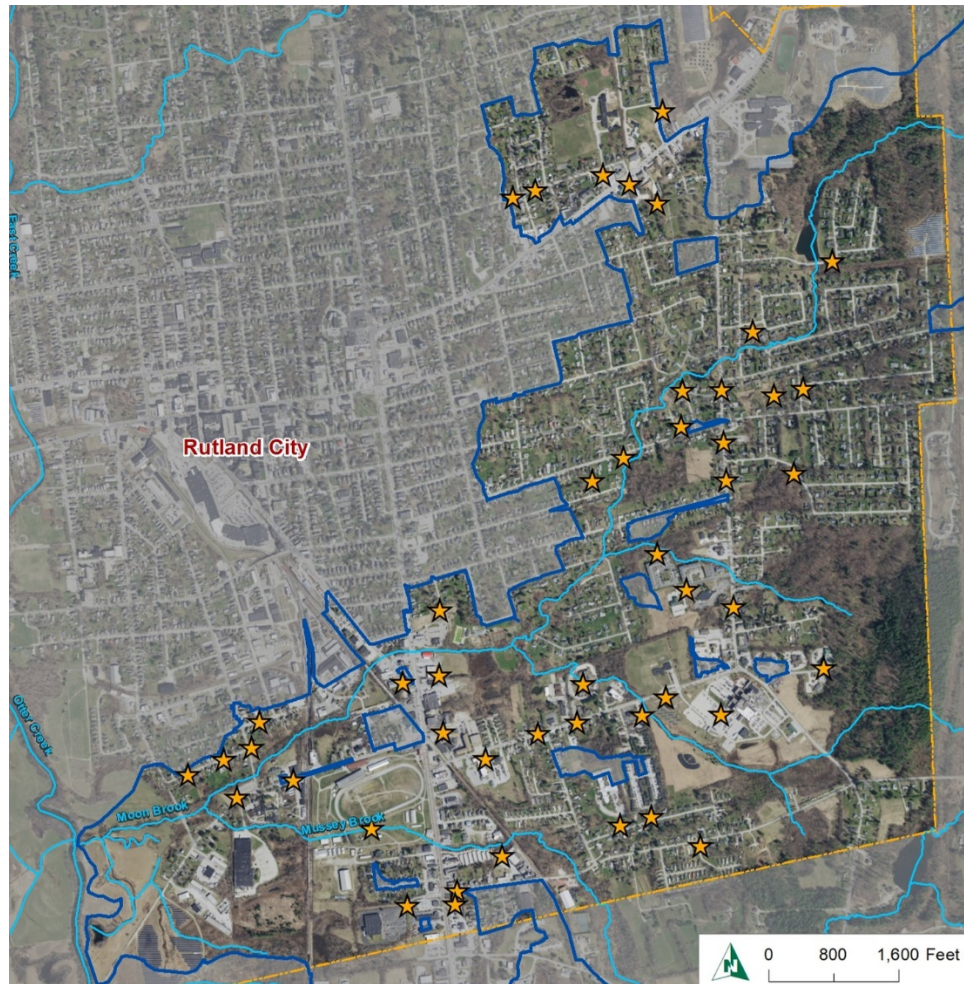 East Creek
Rutland City
Otter Creek
Moon Brook
Mussey Brook
N
0 800 1,600 Feet